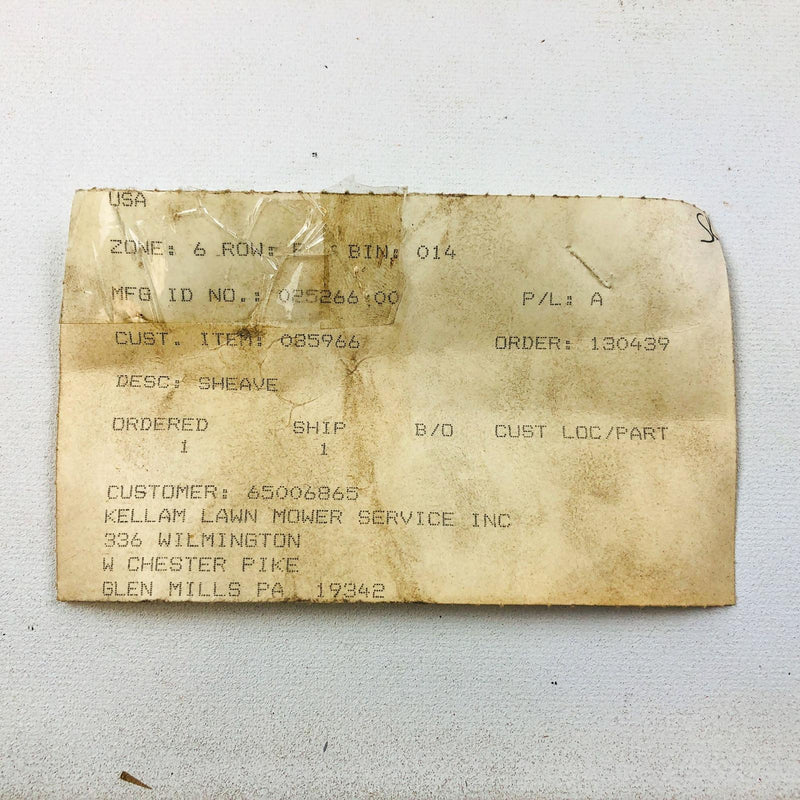 USA
ZONE: 6 ROW: BIN: 014
MFG ID NO.: 025266 00 P/L: A
CUST. ITEM: 085966 ORDER: 130439
DESC: SHEAVE
ORDERED SHIP B/O CUST LOC/PART
1 1
CUSTOMER: 65006865
KELLAM LAWN MOWER SERVICE INC
336 WILMINGTON
W CHESTER PIKE
GLEN MILLS PA 19342